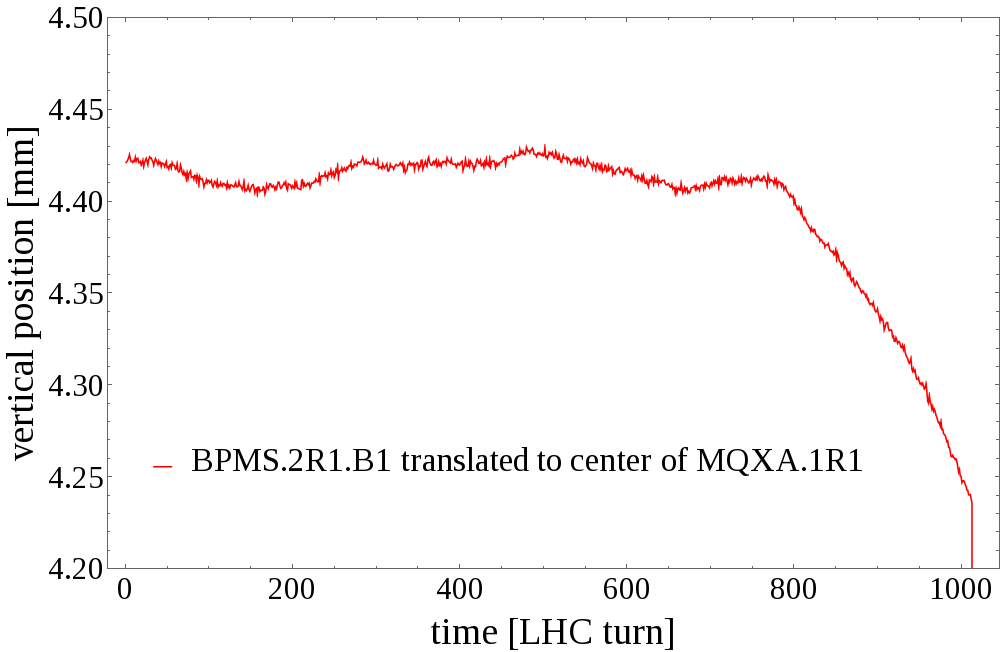 4.50
4.45
4.40
4.35
4.30
4.25
4.20
vertical position [mm]
BPMS.2R1.B1 translated to center of MQXA.1R1
0 200 400 600 800 1000
time [LHC turn]